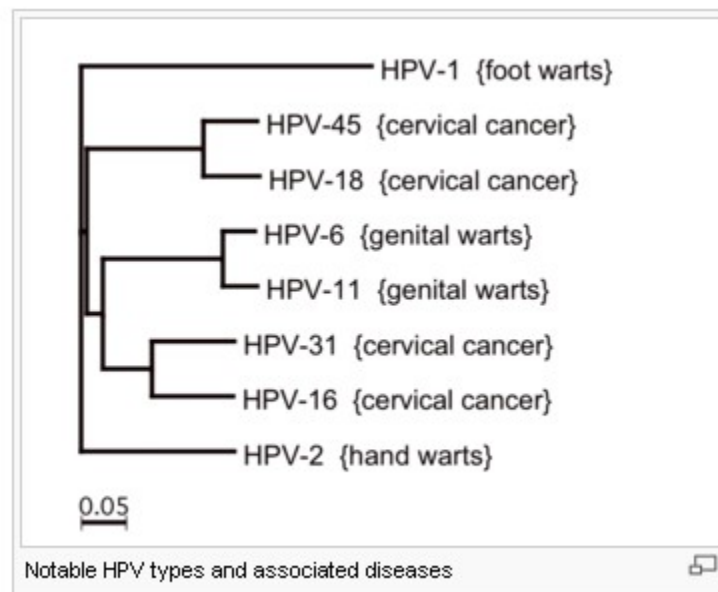 HPV-1 {foot warts}
HPV-45 {cervical cancer}
HPV-18 {cervical cancer}
HPV-6 {genital warts}
HPV-11 {genital warts}
HPV-31 {cervical cancer}
HPV-16 {cervical cancer}
HPV-2 {hand warts}
0.05
Notable HPV types and associated diseases